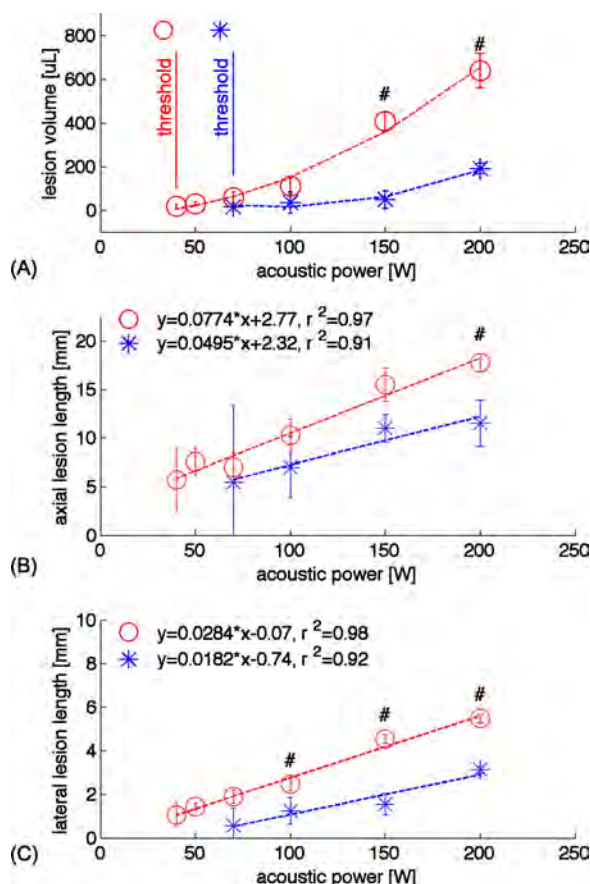 800
600
400
200
0
lesion volume [uL]
threshold
threshold
#
#
50
100
150
200
250
acoustic power [W]
(A)
y=0.0774*x+2.77, r 2=0.97
y=0.0495*x+2.32, r 2=0.91
#
20
15
10
5
0
axial lesion length [mm]
0
50
100
150
200
250
acoustic power [W]
(B)
y=0.0284*x-0.07, r 2=0.98
y=0.0182*x-0.74, r 2=0.92
#
#
#
10
8
6
4
2
0
lateral lesion length [mm]
0
50
100
150
200
250
acoustic power [W]
(C)